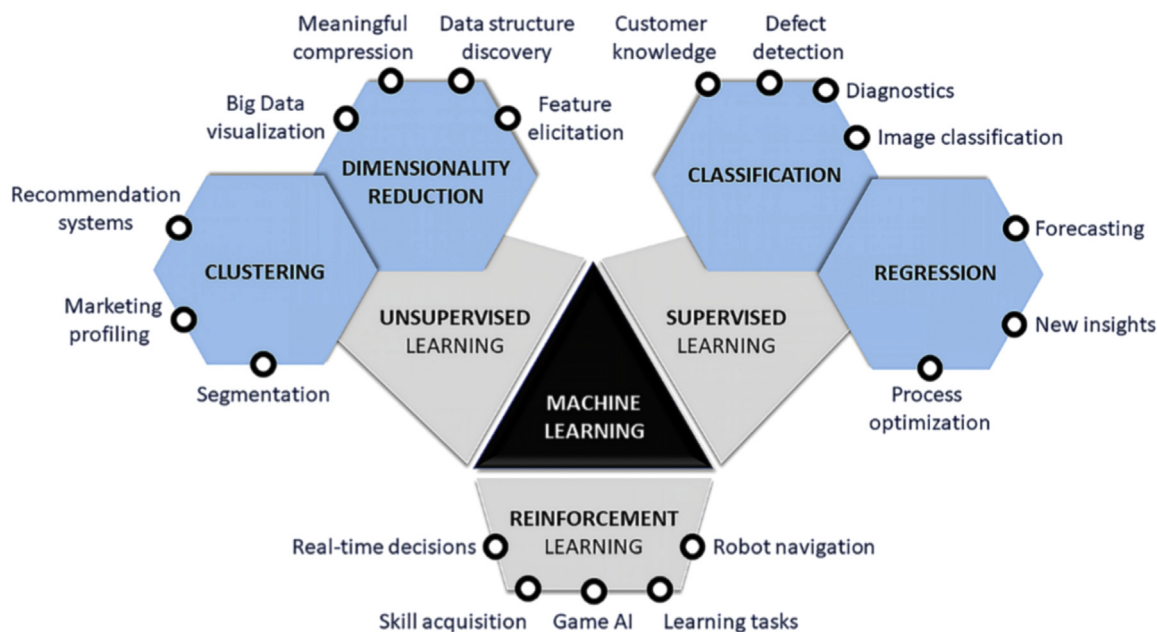 Meaningful
compression
Data structure
discovery
Customer
knowledge
Defect
detection
Big Data
visualization
Feature
elicitation
Diagnostics
Image classification
DIMENSIONALITY
REDUCTION
CLASSIFICATION
Recommendation
systems
CLUSTERING
Marketing
profiling
Segmentation
REGRESSION
Forecasting
New insights
Process
optimization
UNSUPERVISED
LEARNING
SUPERVISED
LEARNING
MACHINE
LEARNING
REINFORCEMENT
LEARNING
Real-time decisions
Robot navigation
Skill acquisition
Game AI
Learning tasks